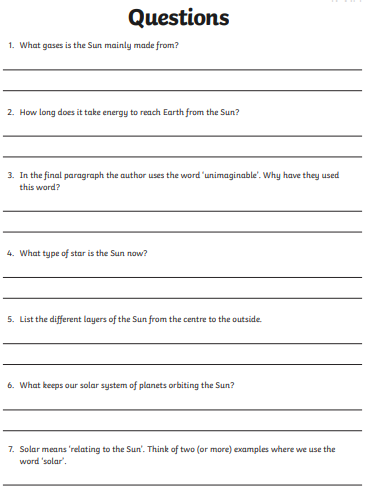 Questions
1. What gases is the Sun mainly made from?
2. How long does it take energy to reach Earth from the Sun?
3. In the final paragraph the author uses the word ‘unimaginable’. Why have they used
this word?
4. What type of star is the Sun now?
5. List the different layers of the Sun from the centre to the outside.
6. What keeps our solar system of planets orbiting the Sun?
7. Solar means ‘relating to the Sun’. Think of two (or more) examples where we use the
word ‘solar’.